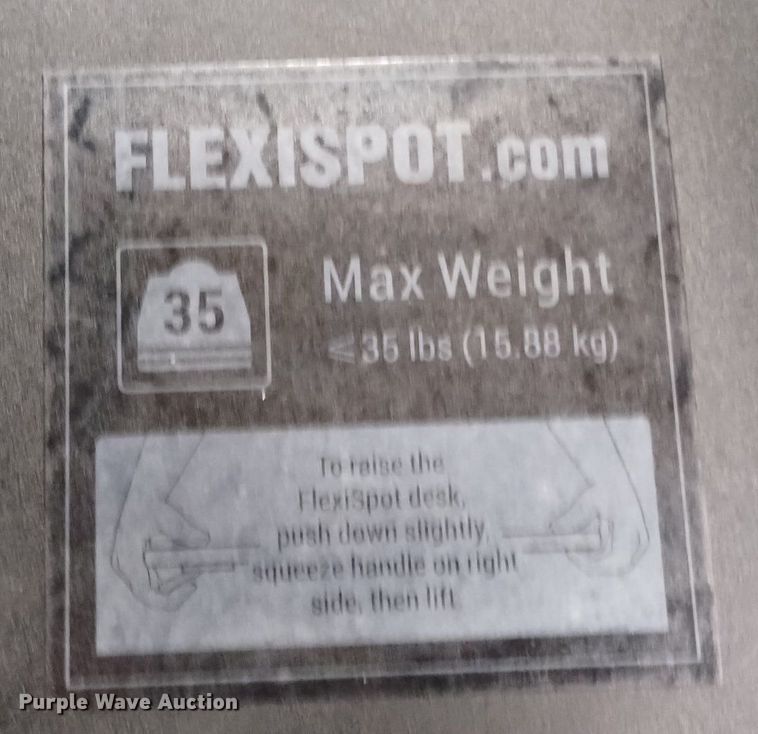 FLEXISPOT.com
35
Max Weight
≤35 lbs (15.88 kg)
To raise the
FlexiSpot desk,
push down slightly,
squeeze handle on right
side, then lift
Purple Wave Auction